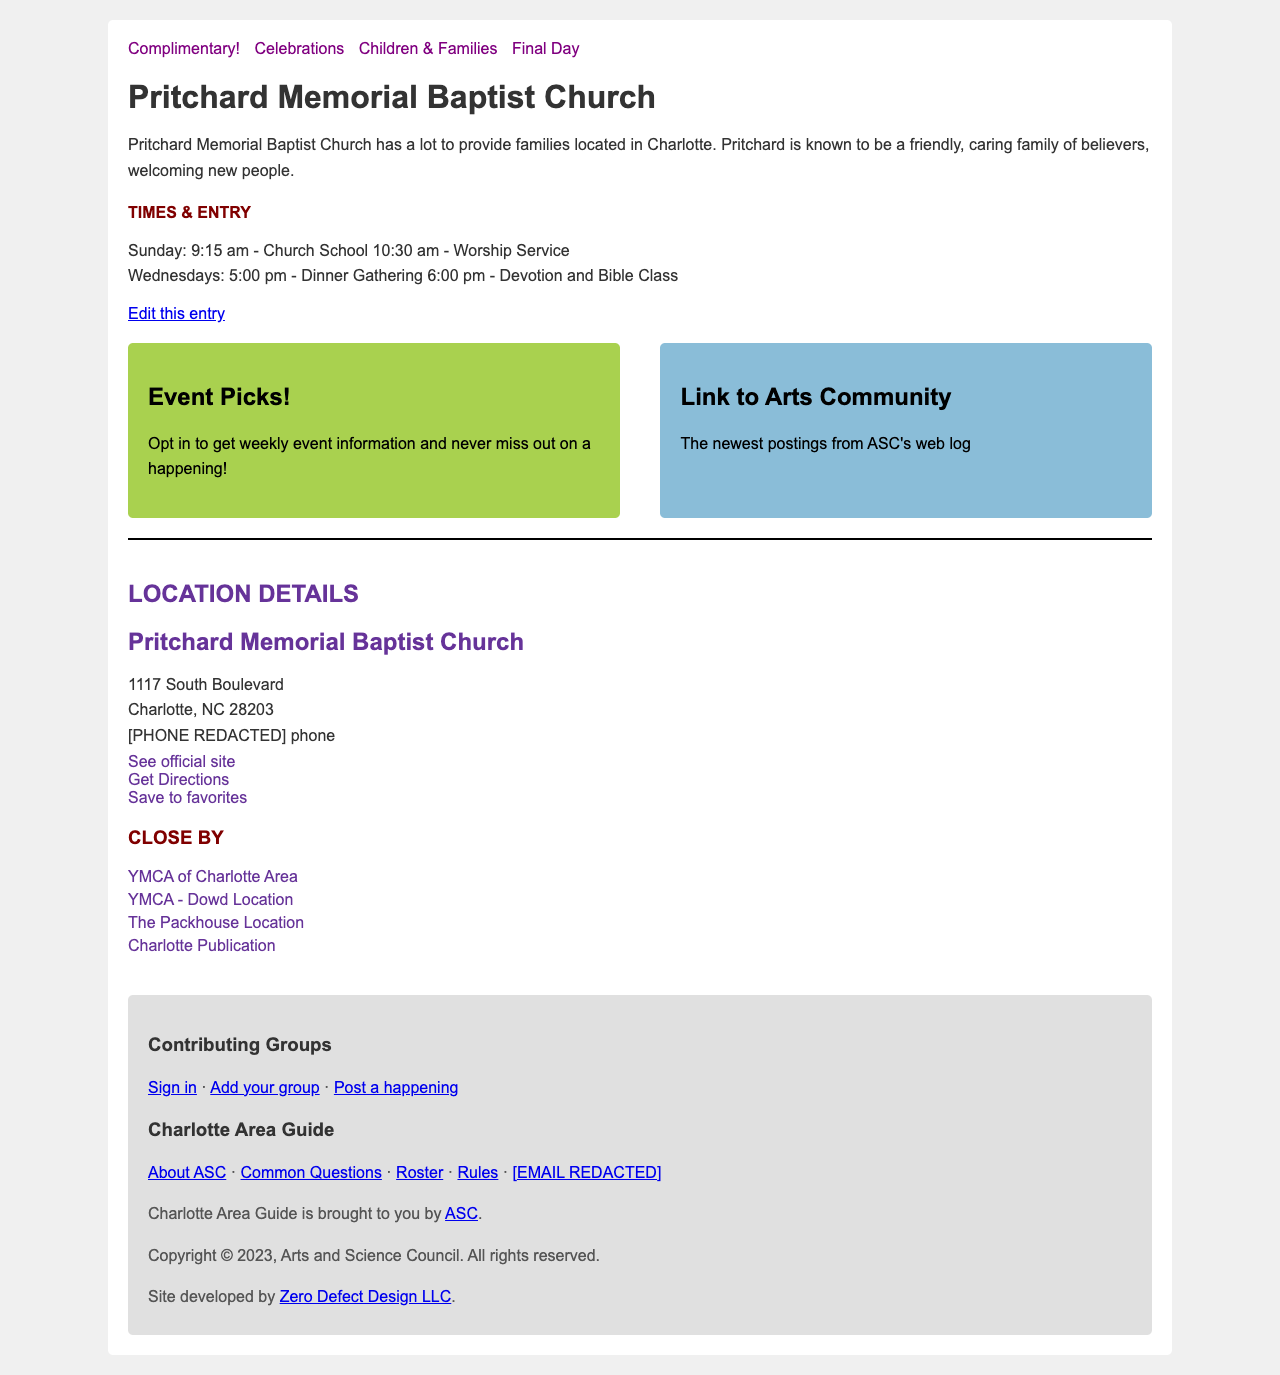 Complimentary! Celebrations Children & Families Final Day
Pritchard Memorial Baptist Church
Pritchard Memorial Baptist Church has a lot to provide families located in Charlotte. Pritchard is known to be a friendly, caring family of believers,
welcoming new people.
TIMES & ENTRY
Sunday: 9:15 am - Church School 10:30 am - Worship Service
Wednesdays: 5:00 pm - Dinner Gathering 6:00 pm - Devotion and Bible Class
Edit this entry
Event Picks!
Opt in to get weekly event information and never miss out on a
happening!
Link to Arts Community
The newest postings from ASC's web log
LOCATION DETAILS
Pritchard Memorial Baptist Church
1117 South Boulevard
Charlotte, NC 28203
[PHONE REDACTED] phone
See official site
Get Directions
Save to favorites
CLOSE BY
YMCA of Charlotte Area
YMCA - Dowd Location
The Packhouse Location
Charlotte Publication
Contributing Groups
Sign in · Add your group · Post a happening
Charlotte Area Guide
About ASC · Common Questions · Roster · Rules · [EMAIL REDACTED]
Charlotte Area Guide is brought to you by ASC.
Copyright © 2023, Arts and Science Council. All rights reserved.
Site developed by Zero Defect Design LLC.